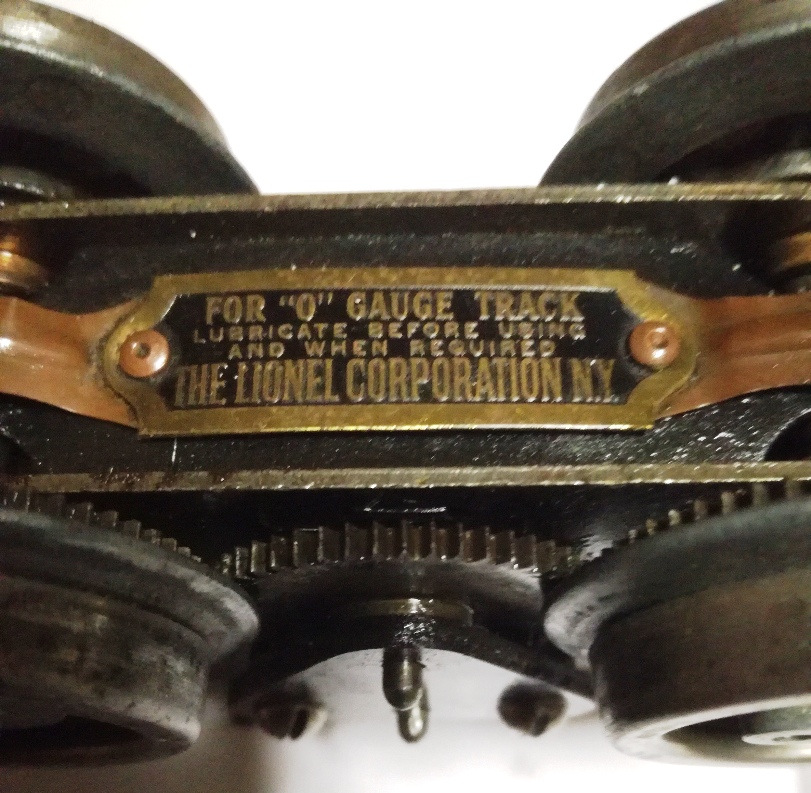 FOR "O" GAUGE TRACK
LUBRICATE BEFORE USING
AND WHEN REQUIRED
THE LIONEL CORPORATION N.Y.